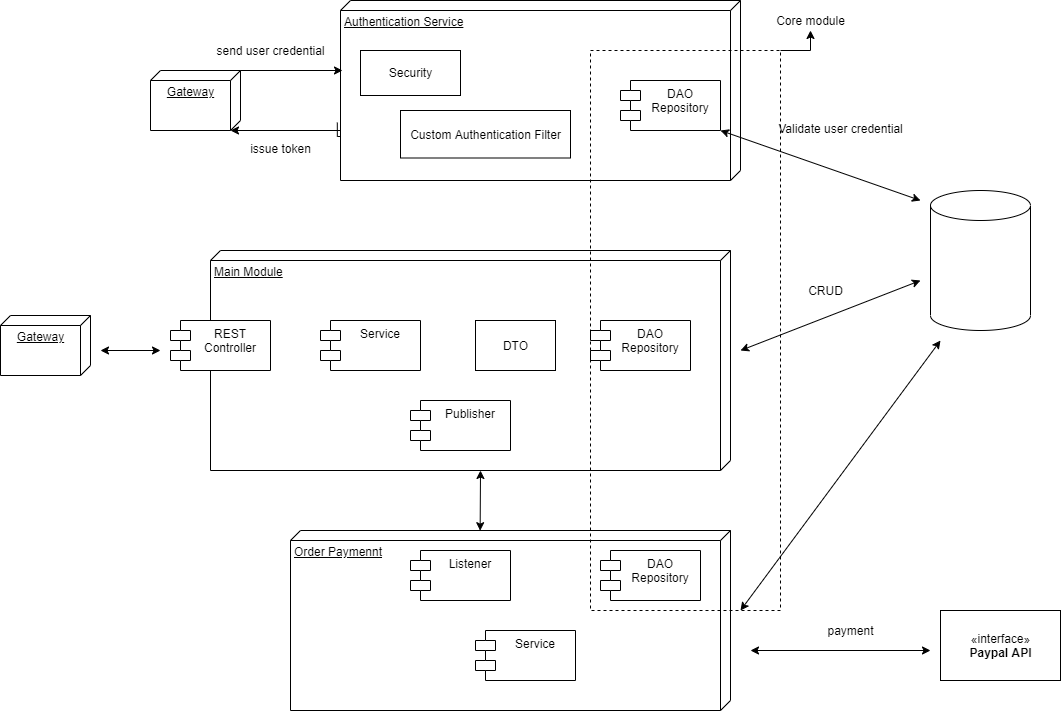 Authentication Service
Core module
send user credential
Security
Gateway
DAO
Repository
Custom Authentication Filter
Validate user credential
issue token
Main Module
CRUD
Gateway
REST
Controller
Service
DTO
DAO
Repository
Publisher
Order Paymennt
Listener
DAO
Repository
payment
Service
«interface»
Paypal API